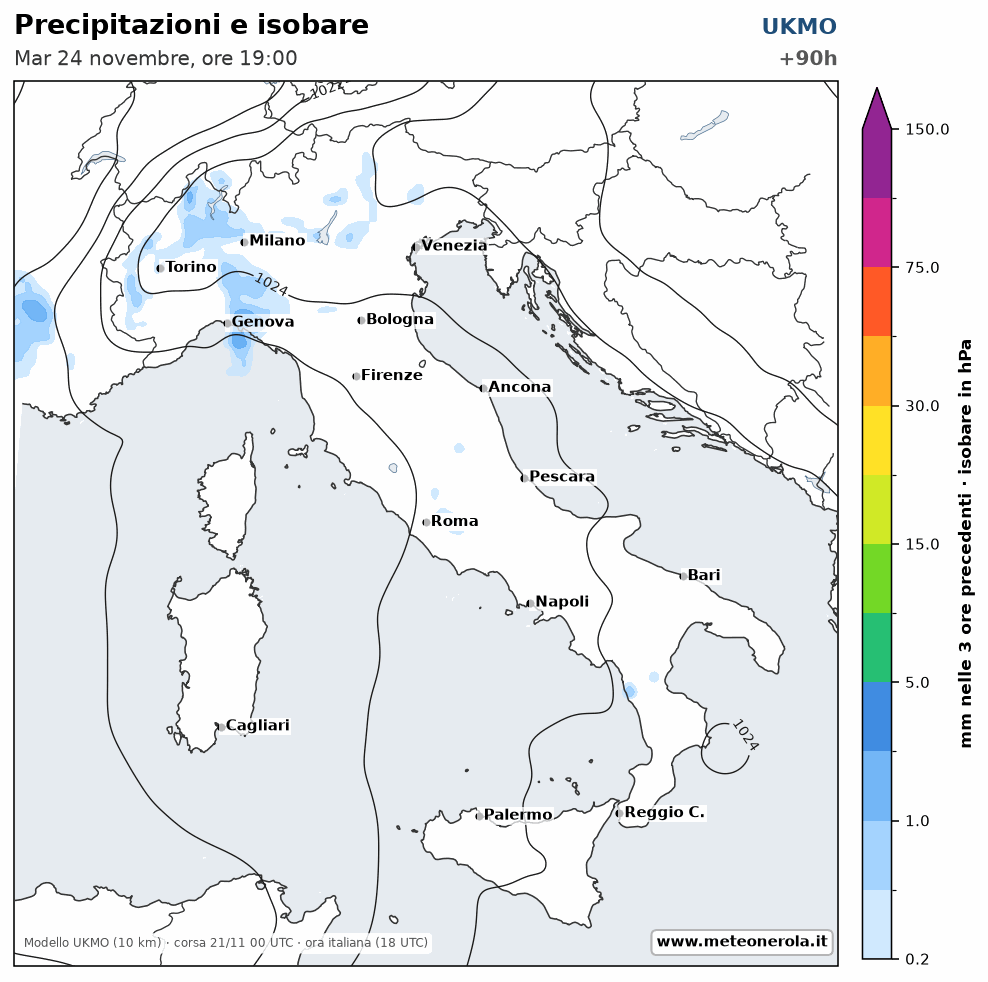 Precipitazioni e isobare
UKMO
Mar 24 novembre, ore 19:00
+90h
1022
150.0
Milano
Venezia
Torino
75.0
1024
Genova
Bologna
Firenze
Ancona
30.0
Pescara
Roma
15.0
Bari
Napoli
5.0
Cagliari
1024
Palermo
Reggio C.
1.0
mm nelle 3 ore precedenti · isobare in hPa
Modello UKMO (10 km) · corsa 21/11 00 UTC · ora italiana (18 UTC)
www.meteonerola.it
0.2